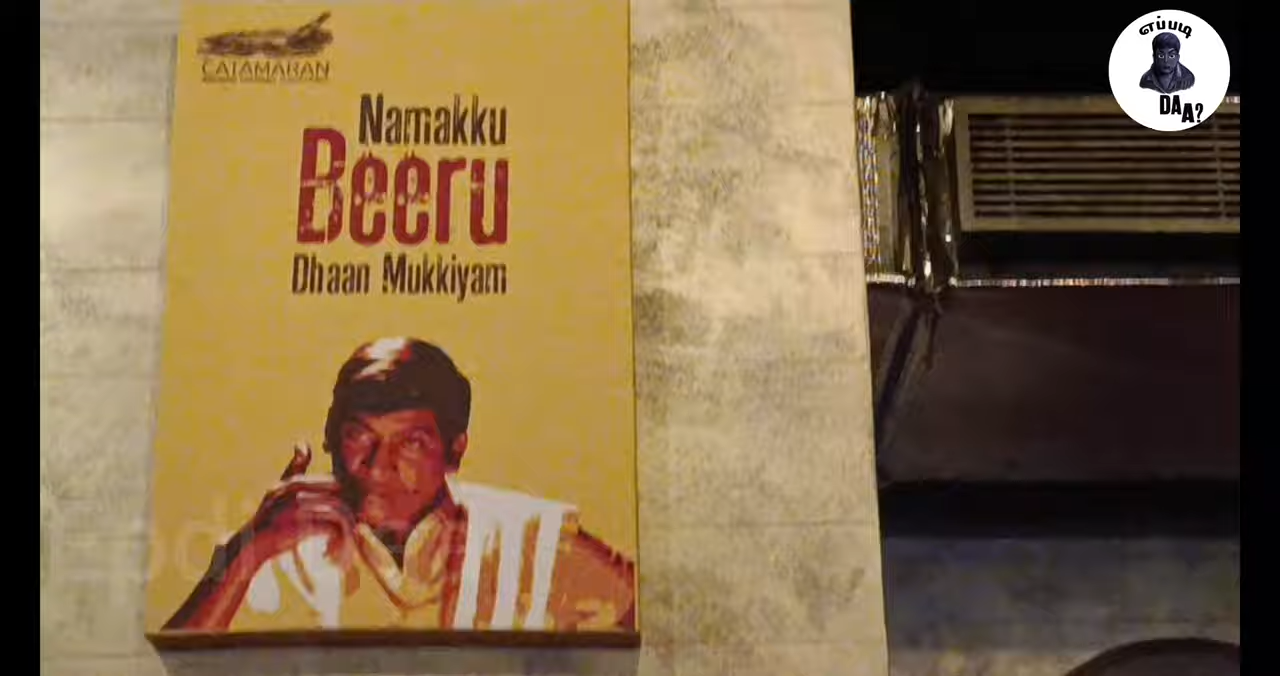 CATAMARAN
Namakku
Beeru
Dhaan Mukkiyam
எப்படி
DAA?